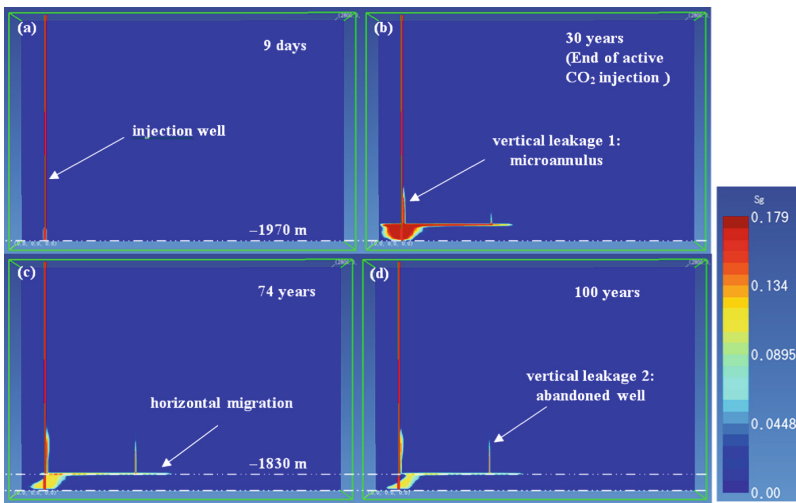 (a)
9 days
injection well
−1970 m
(b)
30 years
(End of active
CO₂ injection )
vertical leakage 1:
microannulus
(c)
74 years
horizontal migration
−1830 m
(d)
100 years
vertical leakage 2:
abandoned well
Sg
0.179
0.134
0.0895
0.0448
0.00